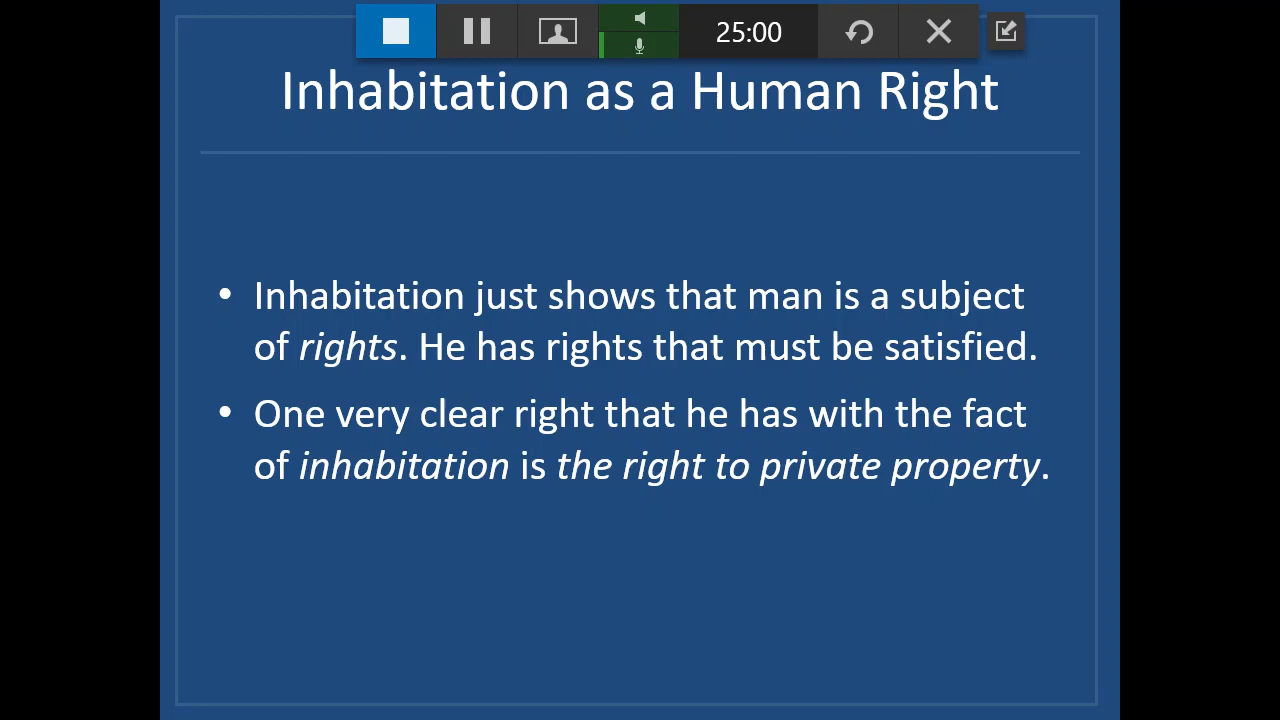 25:00
Inhabitation as a Human Right
• Inhabitation just shows that man is a subject
of rights. He has rights that must be satisfied.
• One very clear right that he has with the fact
of inhabitation is the right to private property.